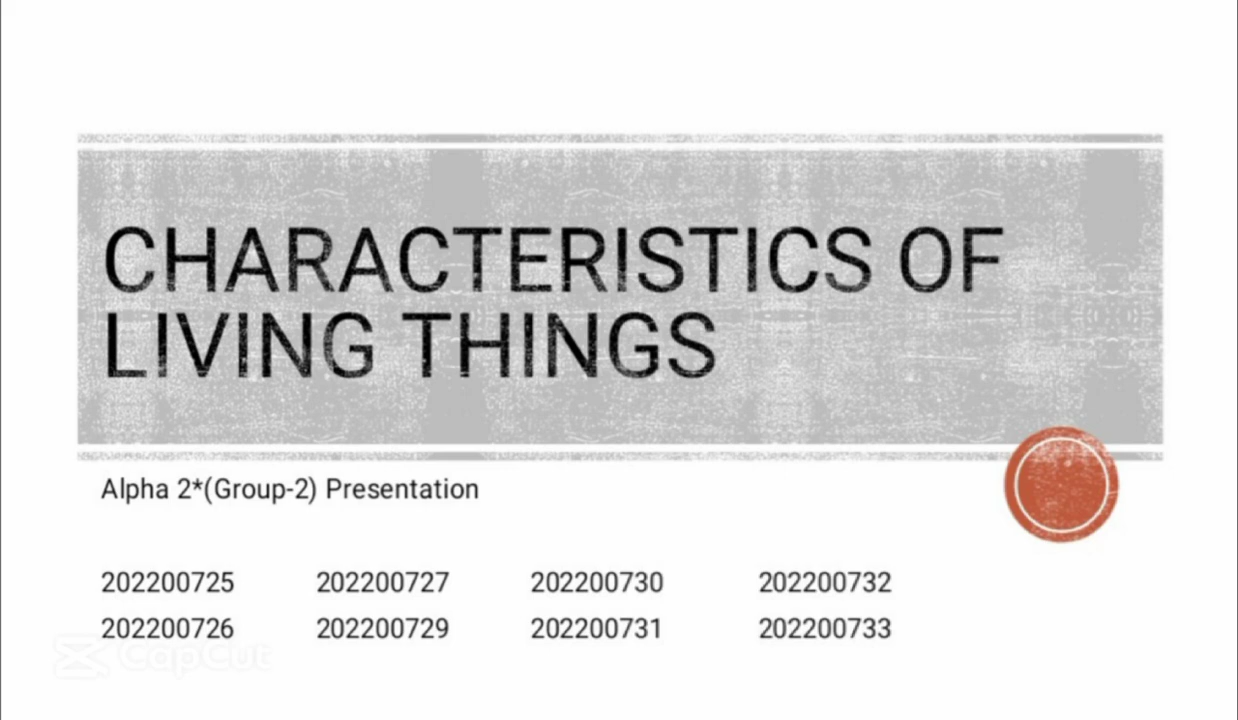 CHARACTERISTICS OF
LIVING THINGS
Alpha 2*(Group-2) Presentation
202200725 202200727 202200730 202200732
202200726 202200729 202200731 202200733
CapCut